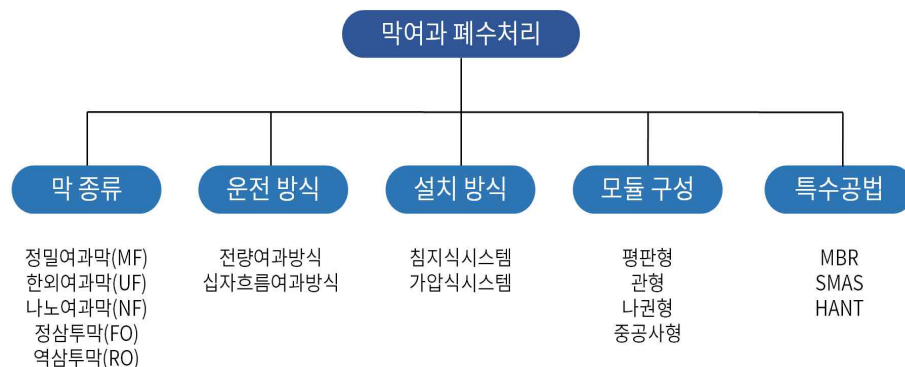 막여과 폐수처리
막 종류
운전 방식
설치 방식
모듈 구성
특수공법
정밀여과막(MF)
한외여과막(UF)
나노여과막(NF)
정삼투막(FO)
역삼투막(RO)
전량여과방식
십자흐름여과방식
침지식시스템
가압식시스템
평판형
관형
나권형
중공사형
MBR
SMAS
HANT